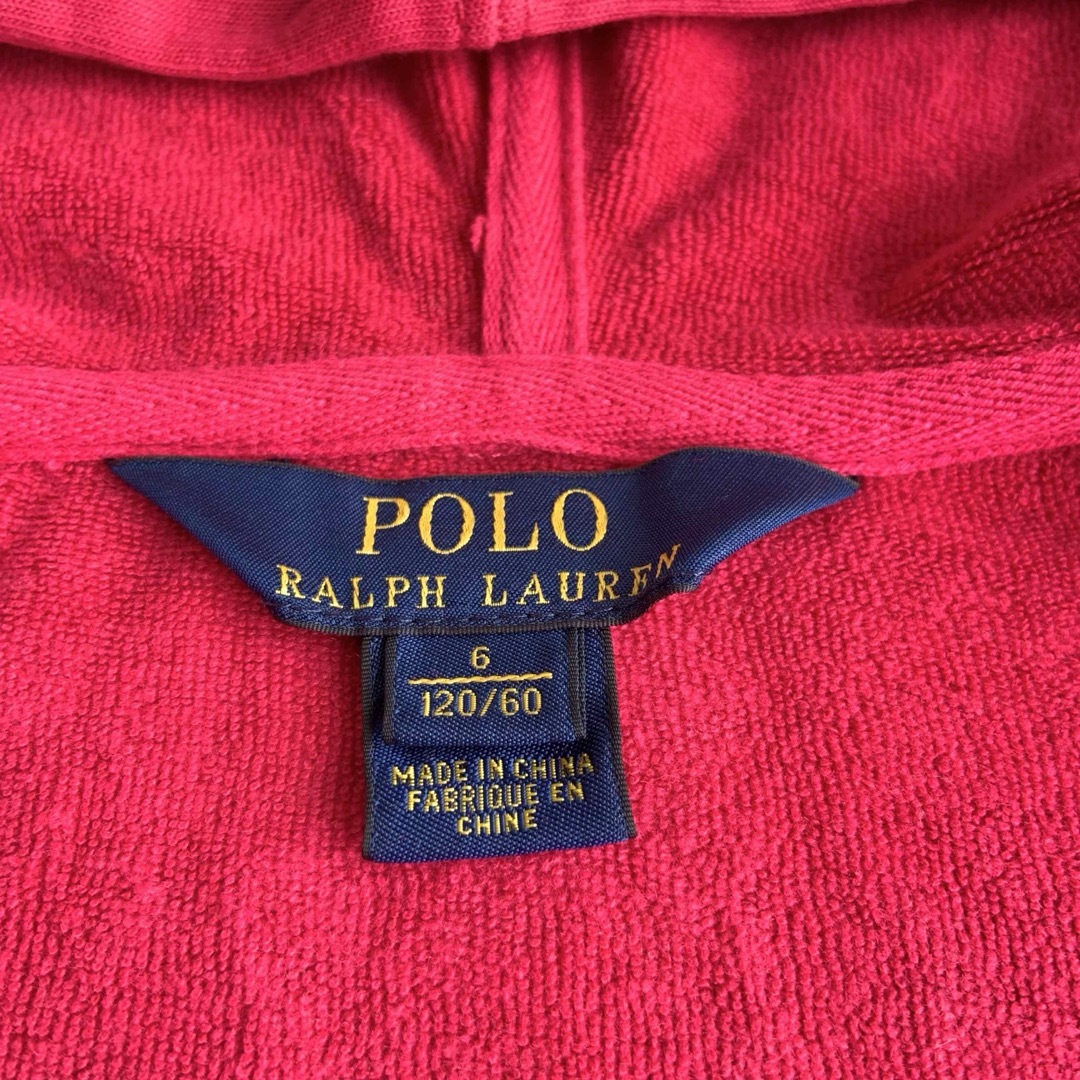 POLO
RALPH LAUREN
6
120/60
MADE IN CHINA
FABRIQUE EN
CHINE